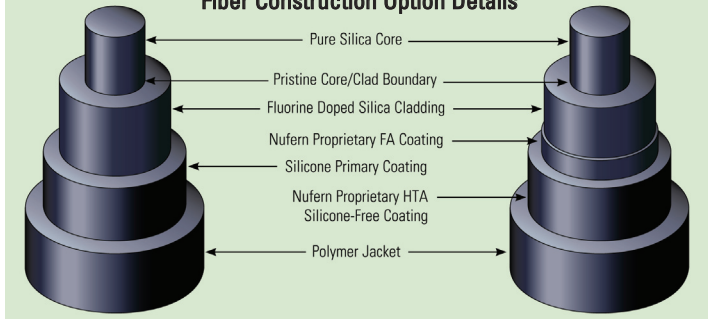 Fiber Construction Option Details
Pure Silica Core
Pristine Core/Clad Boundary
Fluorine Doped Silica Cladding
Nufern Proprietary FA Coating
Silicone Primary Coating
Nufern Proprietary HTA
Silicone-Free Coating
Polymer Jacket